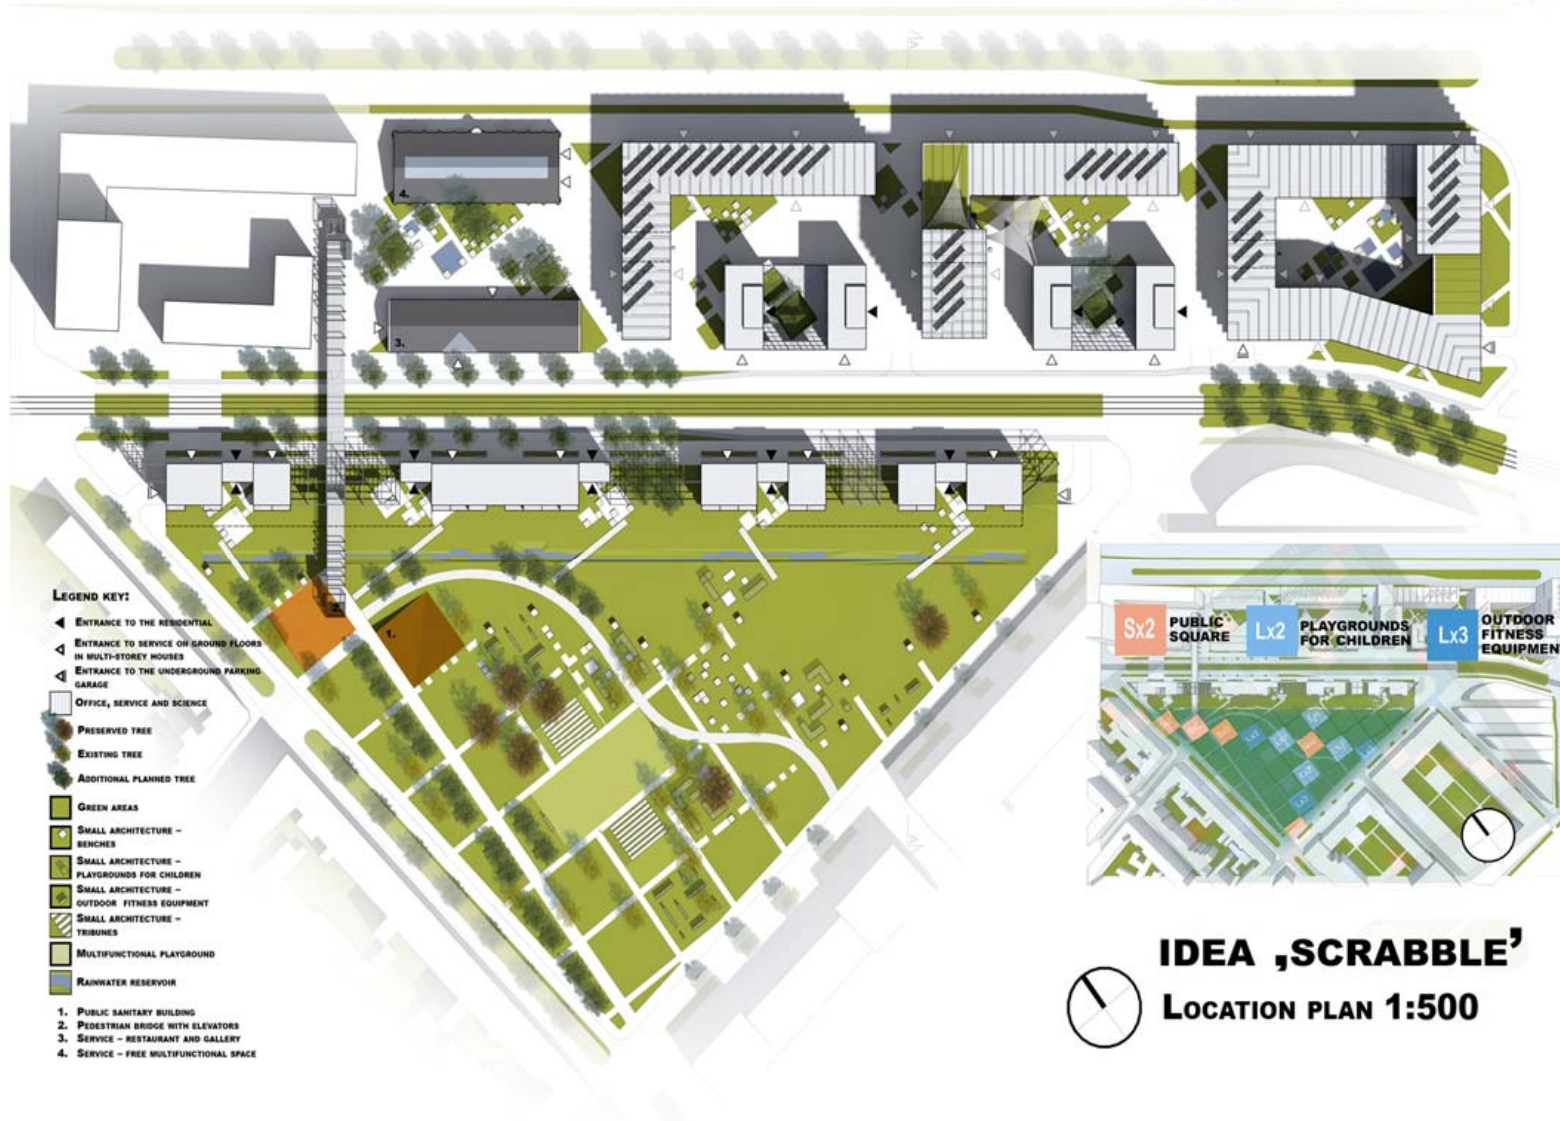 4.
3.
2.
1.
LEGEND KEY:
ENTRANCE TO THE RESIDENTIAL
ENTRANCE TO SERVICE ON GROUND FLOORS
IN MULTI-STOREY HOUSES
ENTRANCE TO THE UNDERGROUND PARKING
GARAGE
OFFICE, SERVICE AND SCIENCE
PRESERVED TREE
EXISTING TREE
ADDITIONAL PLANNED TREE
GREEN AREAS
SMALL ARCHITECTURE –
BENCHES
SMALL ARCHITECTURE –
PLAYGROUNDS FOR CHILDREN
SMALL ARCHITECTURE –
OUTDOOR FITNESS EQUIPMENT
SMALL ARCHITECTURE –
TRIBUNES
MULTIFUNCTIONAL PLAYGROUND
RAINWATER RESERVOIR
1. PUBLIC SANITARY BUILDING
2. PEDESTRIAN BRIDGE WITH ELEVATORS
3. SERVICE – RESTAURANT AND GALLERY
4. SERVICE – FREE MULTIFUNCTIONAL SPACE
Sx2 PUBLIC
SQUARE
Lx2 PLAYGROUNDS
FOR CHILDREN
Lx3 OUTDOOR
FITNESS
EQUIPMEN
IDEA „SCRABBLE’
LOCATION PLAN 1:500